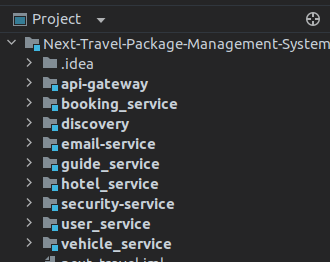 Project
Next-Travel-Package-Management-System
.idea
api-gateway
booking_service
discovery
email-service
guide_service
hotel_service
security-service
user_service
vehicle_service